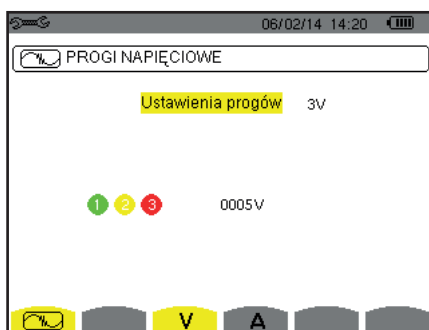 06/02/14 14:20
PROGI NAPIĘCIOWE
Ustawienia progów 3V
1 2 3 0005V
V A